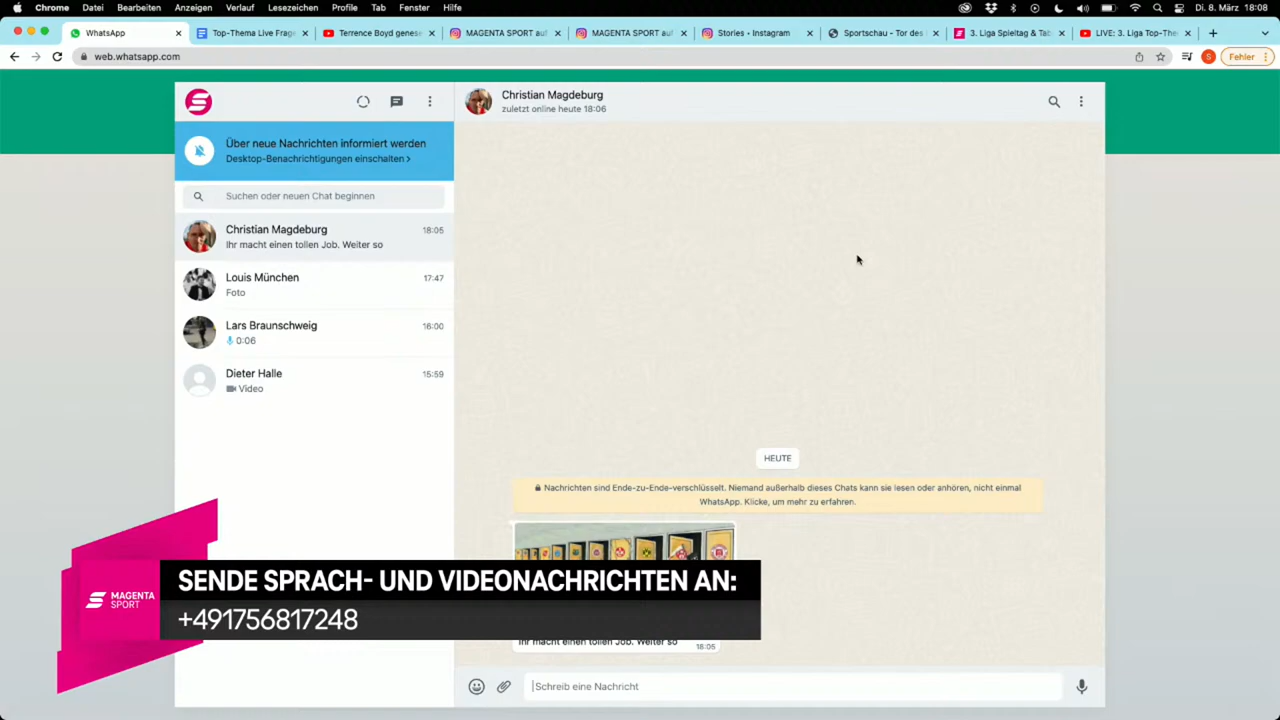 Chrome Datei Bearbeiten Anzeigen Verlauf Lesezeichen Profile Tab Fenster Hilfe Di. 8. März 18:08
WhatsApp Top-Thema Live Frage Terrence Boyd genese MAGENTA SPORT auf MAGENTA SPORT auf Stories • Instagram Sportschau - Tor des 3. Liga Spieltag & Tab LIVE: 3. Liga Top-The
web.whatsapp.com S Fehler
Christian Magdeburg
zuletzt online heute 18:06
Über neue Nachrichten informiert werden
Desktop-Benachrichtigungen einschalten >
Suchen oder neuen Chat beginnen
Christian Magdeburg 18:05
Ihr macht einen tollen Job. Weiter so
Louis München 17:47
Foto
Lars Braunschweig 16:00
0:06
Dieter Halle 15:59
Video
HEUTE
Nachrichten sind Ende-zu-Ende-verschlüsselt. Niemand außerhalb dieses Chats kann sie lesen oder anhören, nicht einmal
WhatsApp. Klicke, um mehr zu erfahren.
MAGENTA
SPORT
SENDE SPRACH- UND VIDEONACHRICHTEN AN:
+491756817248
Ihr macht einen tollen Job. Weiter so 18:05
Schreib eine Nachricht